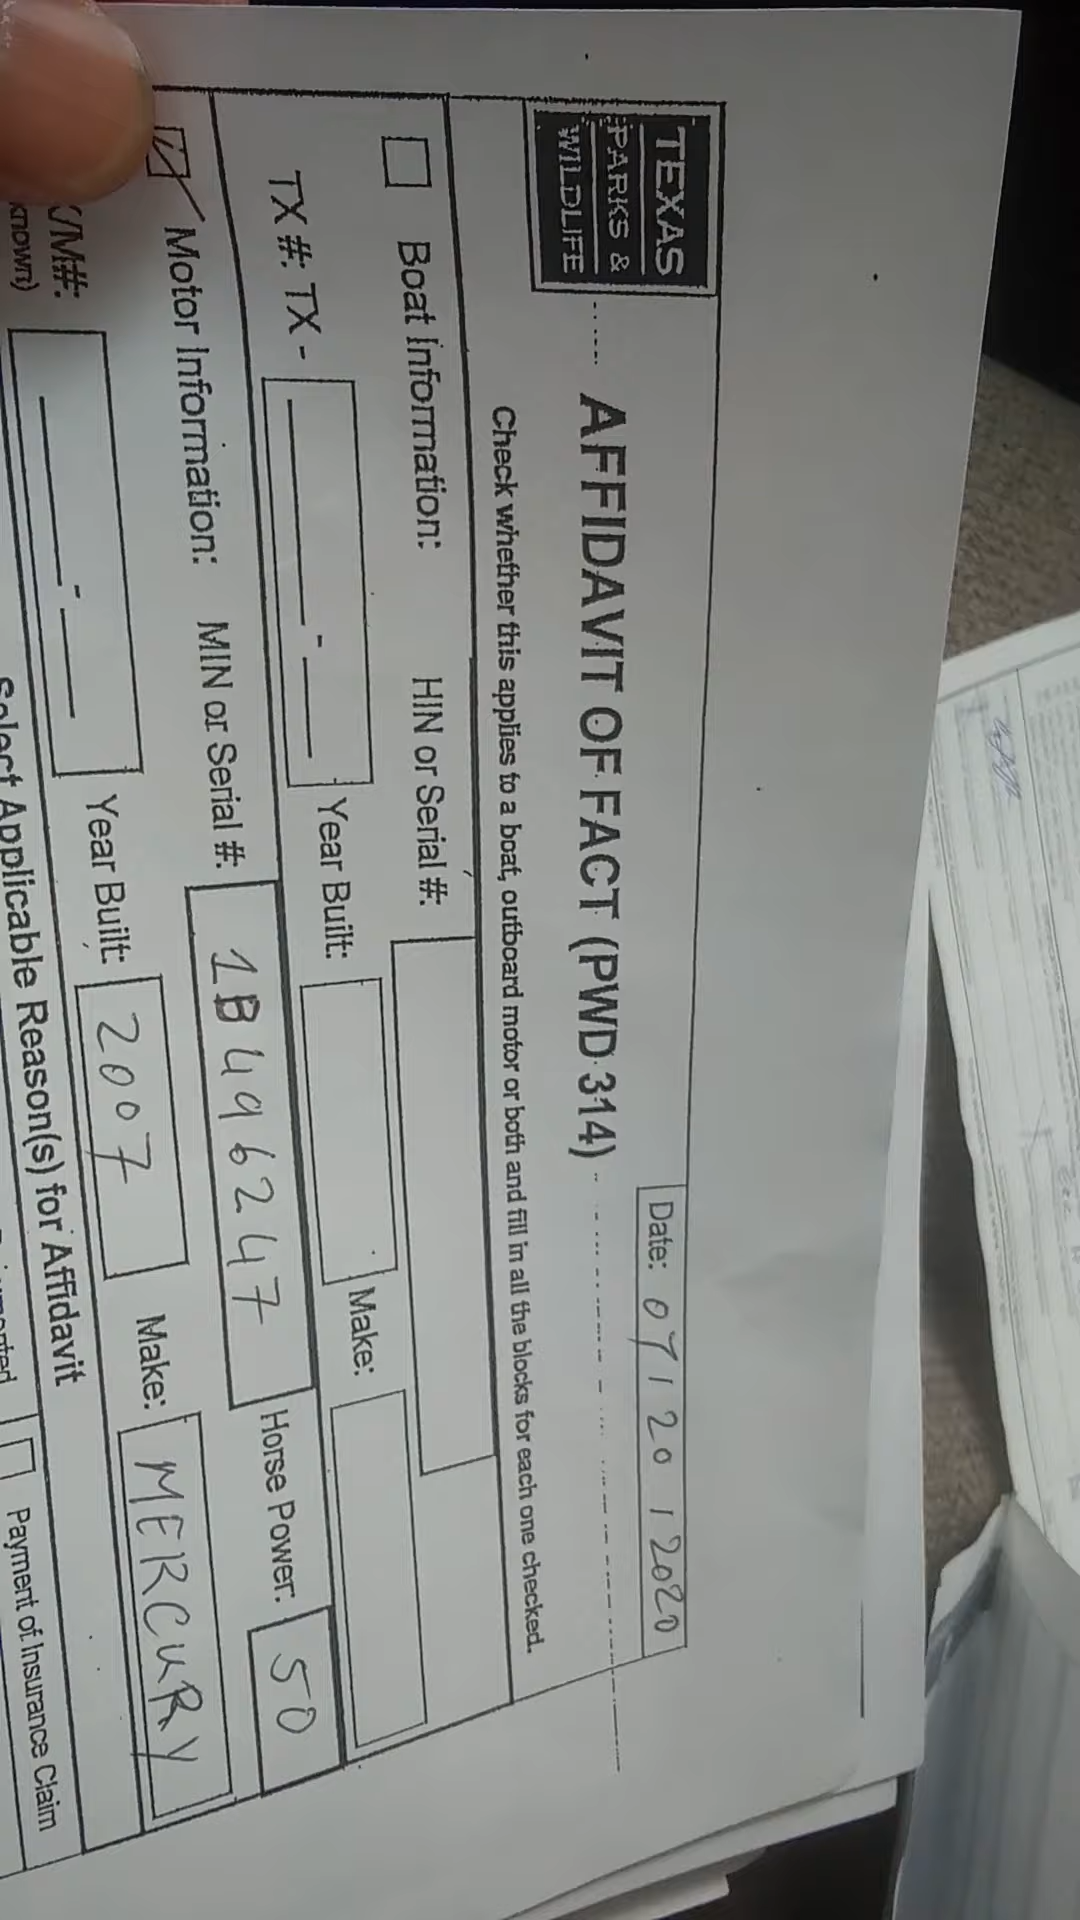 TEXAS
PARKS &
WILDLIFE
Date: 07 / 20 / 2020
AFFIDAVIT OF FACT (PWD 314)
Check whether this applies to a boat, outboard motor or both and fill in all the blocks for each one checked.
Boat Information: HIN or Serial #:
TX #: TX - Year Built: Make:
Motor Information: MIN or Serial #: 1B496247 Horse Power: 50
/M#: Year Built: 2007 Make: MERCURY
Select Applicable Reason(s) for Affidavit
Payment of Insurance Claim